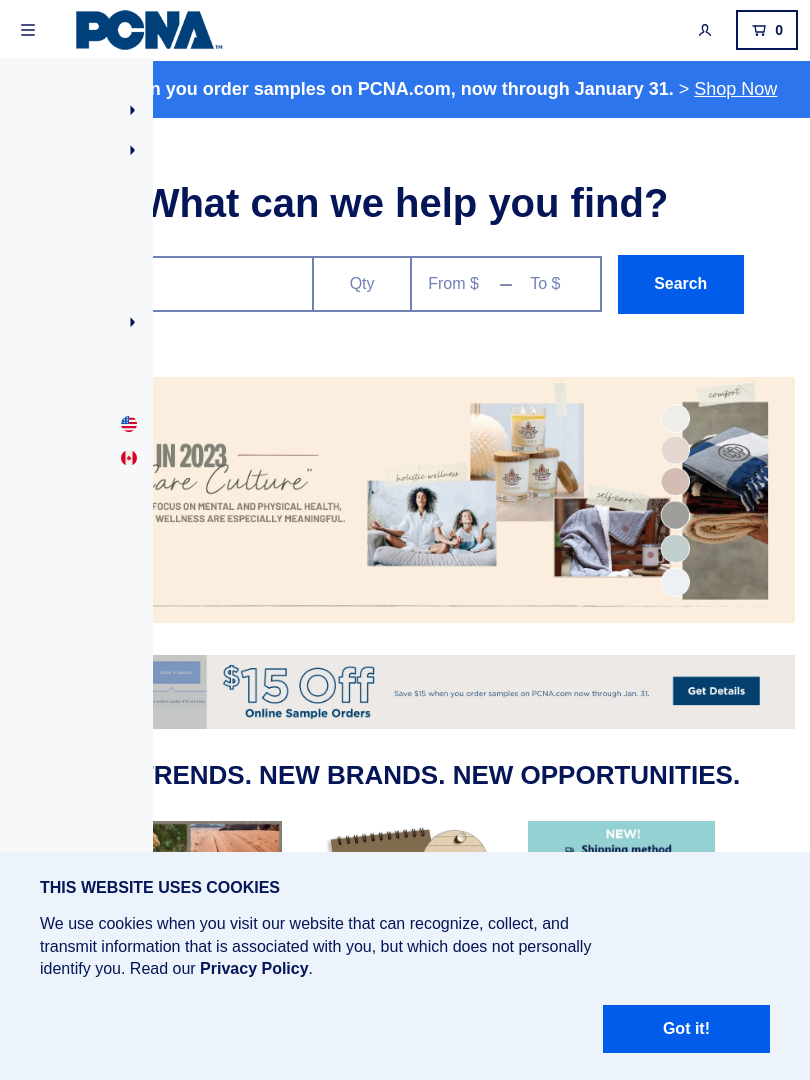 PCNA™
0
n you order samples on PCNA.com, now through January 31. > Shop Now
What can we help you find?
Qty
From $ – To $
Search
IN 2023
Care Culture"
FOCUS ON MENTAL AND PHYSICAL HEALTH,
WELLNESS ARE ESPECIALLY MEANINGFUL.
holistic wellness
selfcare
comfort
$15 Off
Online Sample Orders
Save $15 when you order samples on PCNA.com now through Jan. 31.
Get Details
TRENDS. NEW BRANDS. NEW OPPORTUNITIES.
NEW!
Shipping method
THIS WEBSITE USES COOKIES
We use cookies when you visit our website that can recognize, collect, and
transmit information that is associated with you, but which does not personally
identify you. Read our Privacy Policy.
Got it!